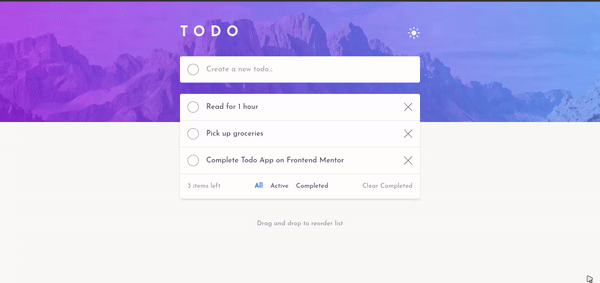 TODO
Create a new todo...
Read for 1 hour
Pick up groceries
Complete Todo App on Frontend Mentor
3 items left All Active Completed Clear Completed
Drag and drop to reorder list